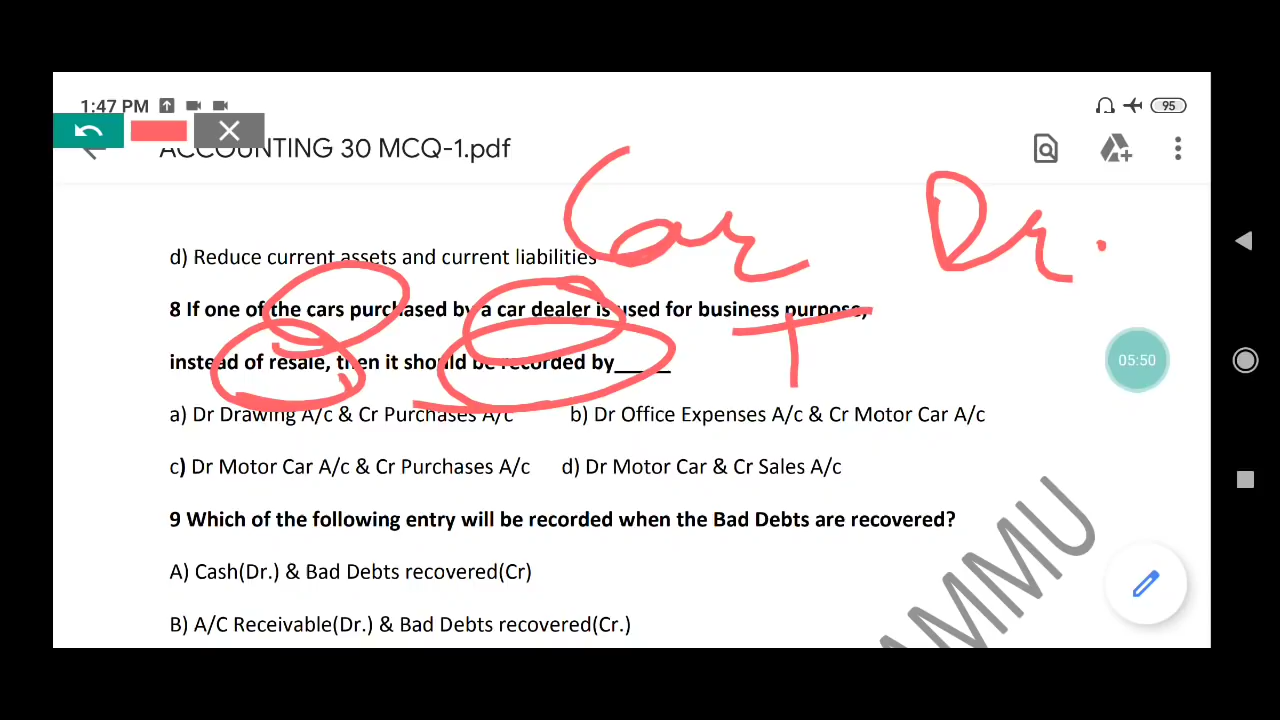 1:47 PM 95
ACCOUNTING 30 MCQ-1.pdf
Car Dr.
d) Reduce current assets and current liabilities
8 If one of the cars purchased by a car dealer is used for business purpose,
instead of resale, then it should be recorded by_____
05:50
a) Dr Drawing A/c & Cr Purchases A/c b) Dr Office Expenses A/c & Cr Motor Car A/c
c) Dr Motor Car A/c & Cr Purchases A/c d) Dr Motor Car & Cr Sales A/c
9 Which of the following entry will be recorded when the Bad Debts are recovered?
A) Cash(Dr.) & Bad Debts recovered(Cr)
B) A/C Receivable(Dr.) & Bad Debts recovered(Cr.)